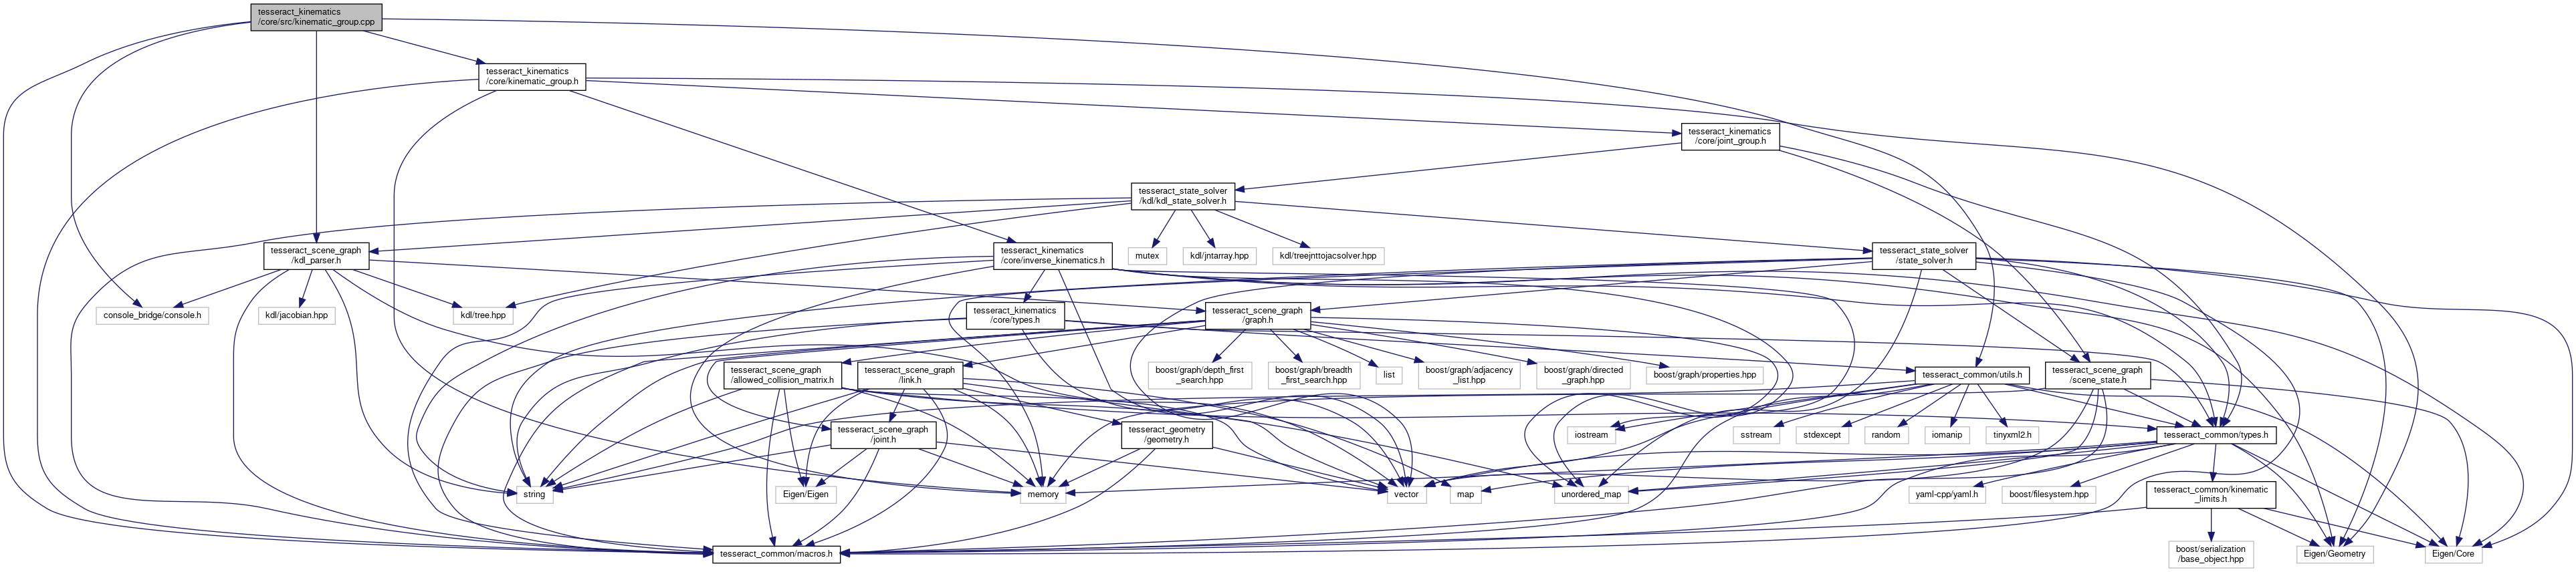 tesseract_kinematics
/core/src/kinematic_group.cpp
tesseract_kinematics
/core/kinematic_group.h
tesseract_kinematics
/core/joint_group.h
tesseract_state_solver
/kdl/kdl_state_solver.h
tesseract_scene_graph
/kdl_parser.h
tesseract_kinematics
/core/inverse_kinematics.h
mutex
kdl/jntarray.hpp
kdl/treejnttojacsolver.hpp
tesseract_state_solver
/state_solver.h
console_bridge/console.h
kdl/jacobian.hpp
kdl/tree.hpp
tesseract_kinematics
/core/types.h
tesseract_scene_graph
/graph.h
tesseract_scene_graph
/allowed_collision_matrix.h
tesseract_scene_graph
/link.h
boost/graph/depth_first
_search.hpp
boost/graph/breadth
_first_search.hpp
list
boost/graph/adjacency
_list.hpp
boost/graph/directed
_graph.hpp
boost/graph/properties.hpp
tesseract_common/utils.h
tesseract_scene_graph
/scene_state.h
tesseract_scene_graph
/joint.h
tesseract_geometry
/geometry.h
iostream
sstream
stdexcept
random
iomanip
tinyxml2.h
tesseract_common/types.h
string
Eigen/Eigen
memory
vector
map
unordered_map
yaml-cpp/yaml.h
boost/filesystem.hpp
tesseract_common/kinematic
_limits.h
tesseract_common/macros.h
boost/serialization
/base_object.hpp
Eigen/Geometry
Eigen/Core